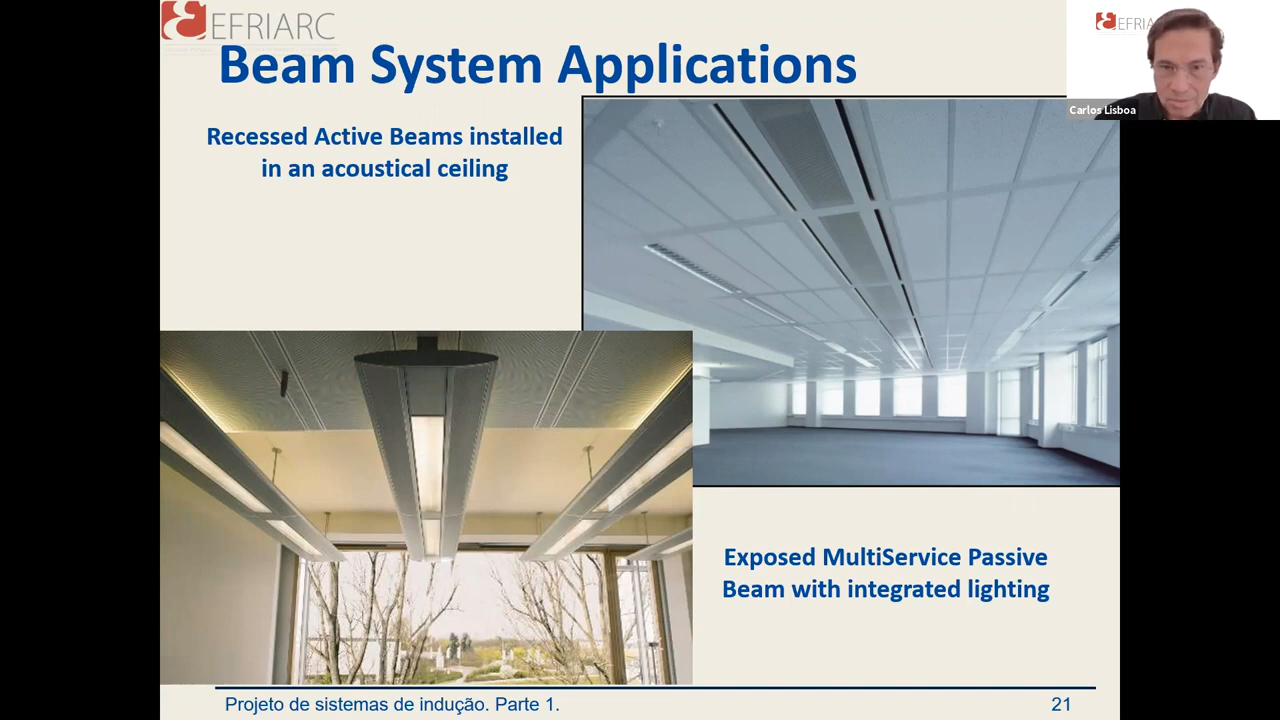 EFRIARC
Beam System Applications
EFRIA
Carlos Lisboa
Recessed Active Beams installed
in an acoustical ceiling
Exposed MultiService Passive
Beam with integrated lighting
Projeto de sistemas de indução. Parte 1.
21